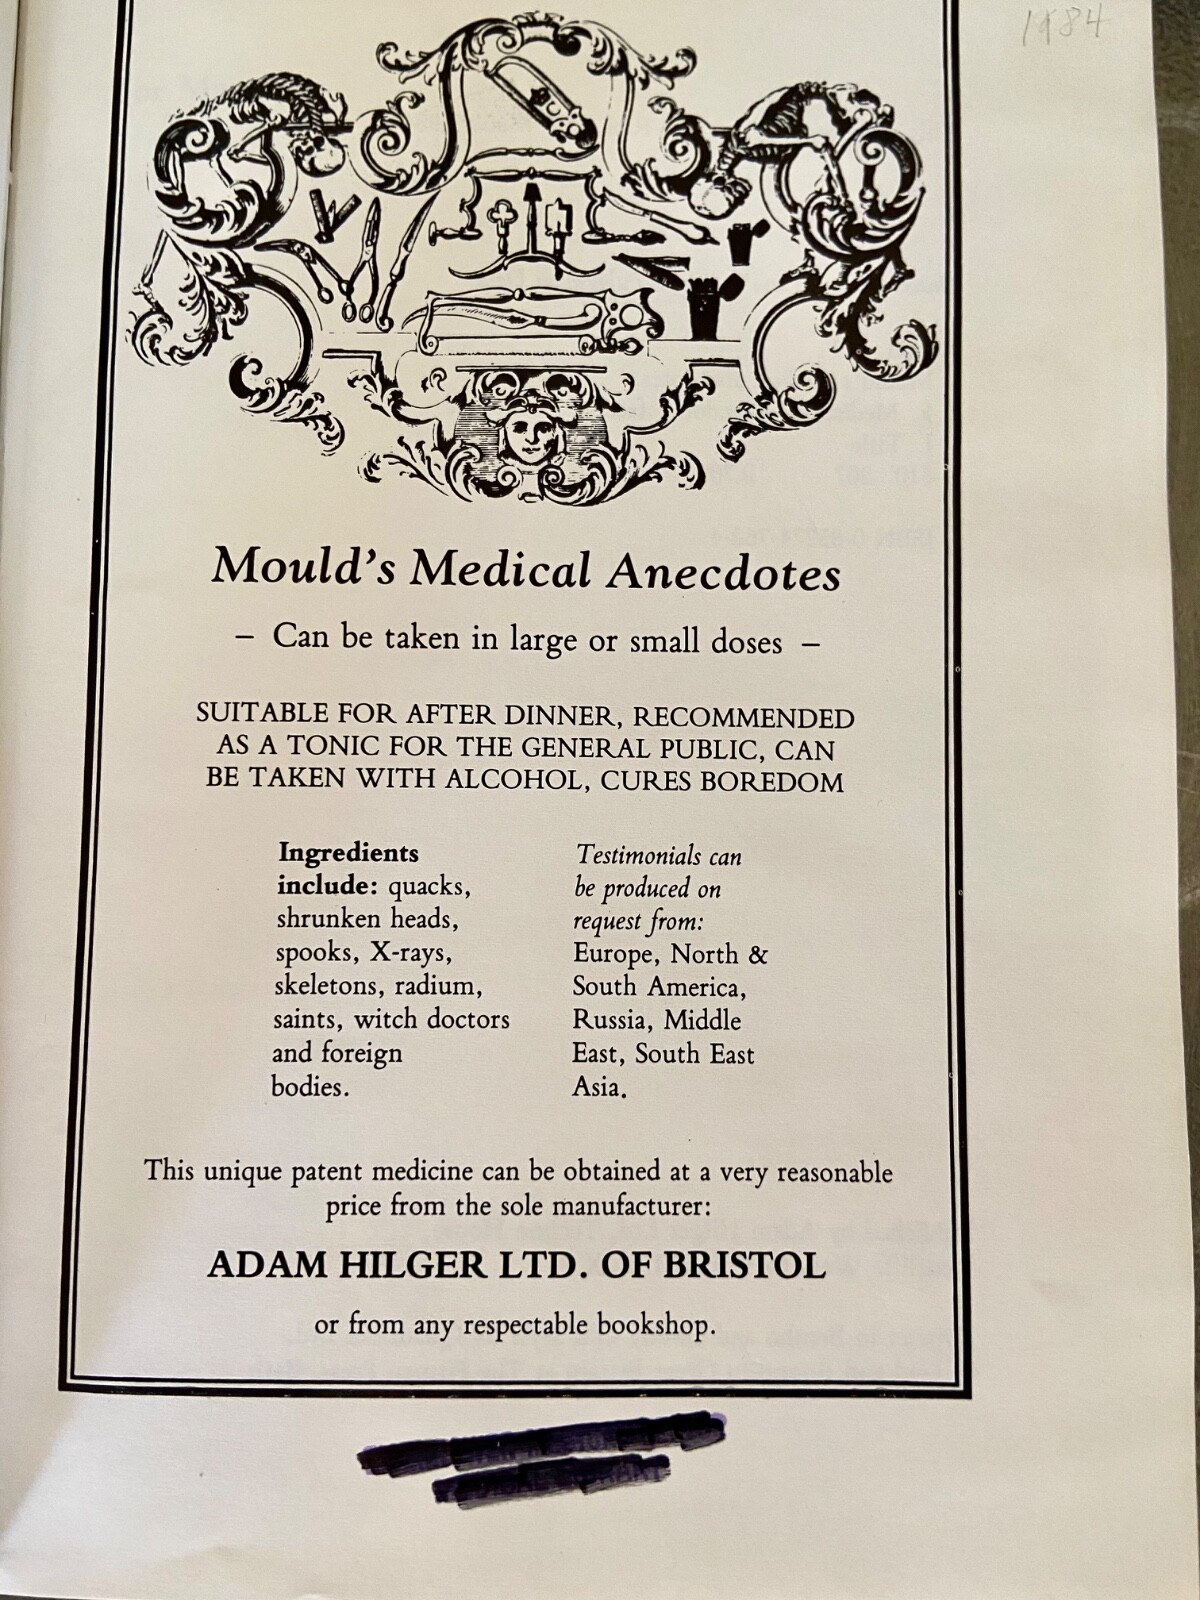 1984
Mould's Medical Anecdotes
– Can be taken in large or small doses –
SUITABLE FOR AFTER DINNER, RECOMMENDED
AS A TONIC FOR THE GENERAL PUBLIC, CAN
BE TAKEN WITH ALCOHOL, CURES BOREDOM
Ingredients
include: quacks,
shrunken heads,
spooks, X-rays,
skeletons, radium,
saints, witch doctors
and foreign
bodies.
Testimonials can
be produced on
request from:
Europe, North &
South America,
Russia, Middle
East, South East
Asia.
This unique patent medicine can be obtained at a very reasonable
price from the sole manufacturer:
ADAM HILGER LTD. OF BRISTOL
or from any respectable bookshop.